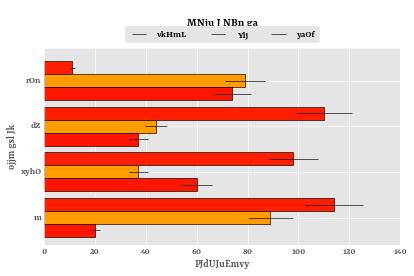 MNiu J NBn ga
vkHmL Ylj yaOf
rOn
dZ
xyhO
m
ojjm gsl Jk
0 20 40 60 80 100 120 140
PJdUJuEmvy